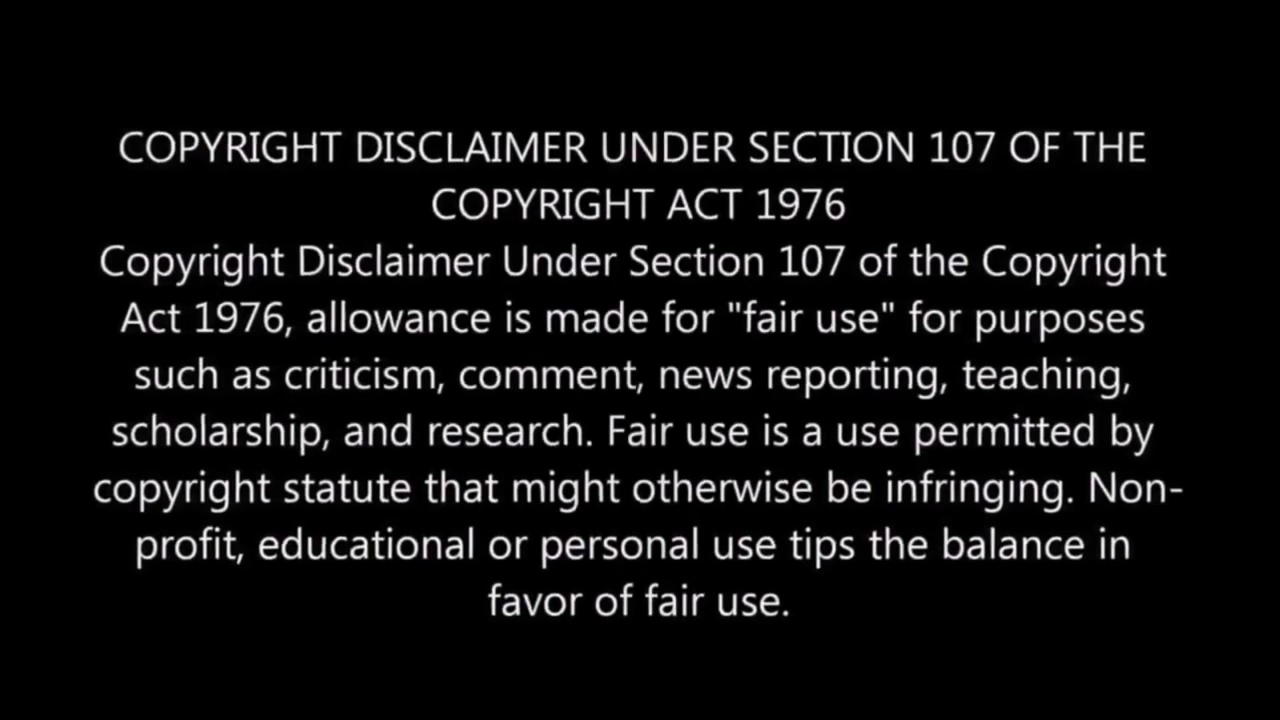 COPYRIGHT DISCLAIMER UNDER SECTION 107 OF THE
COPYRIGHT ACT 1976
Copyright Disclaimer Under Section 107 of the Copyright
Act 1976, allowance is made for "fair use" for purposes
such as criticism, comment, news reporting, teaching,
scholarship, and research. Fair use is a use permitted by
copyright statute that might otherwise be infringing. Non-
profit, educational or personal use tips the balance in
favor of fair use.